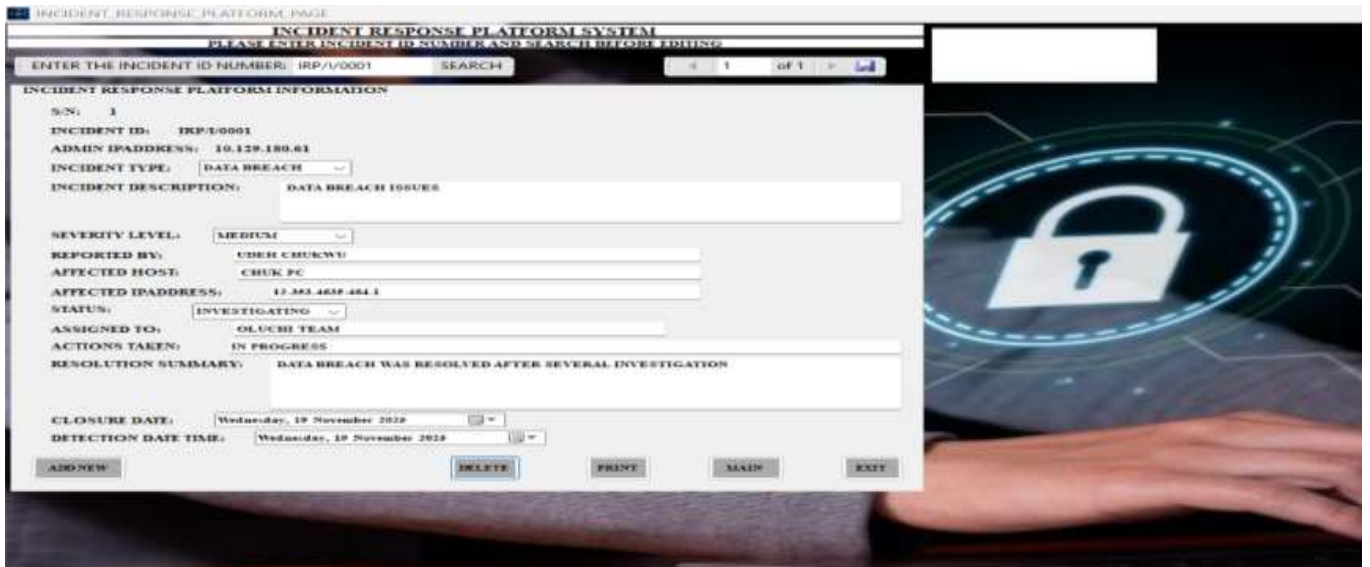 INCIDENT_RESPONSE_PLATFORM_PAGE
INCIDENT RESPONSE PLATFORM SYSTEM
PLEASE ENTER INCIDENT ID NUMBER AND SEARCH BEFORE EDITING
ENTER THE INCIDENT ID NUMBER: IRP/I/0001 SEARCH 1 of 1
INCIDENT RESPONSE PLATFORM INFORMATION
S/N: 1
INCIDENT ID: IRP/I/0001
ADMIN IPADDRESS: 10.129.180.61
INCIDENT TYPE: DATA BREACH
INCIDENT DESCRIPTION: DATA BREACH ISSUES
SEVERITY LEVEL: MEDIUM
REPORTED BY: UDEH CHUKWU
AFFECTED HOST: CHUK PC
AFFECTED IPADDRESS:
STATUS: INVESTIGATING
ASSIGNED TO: OLUCHI TEAM
ACTIONS TAKEN: IN PROGRESS
RESOLUTION SUMMARY: DATA BREACH WAS RESOLVED AFTER SEVERAL INVESTIGATION
CLOSURE DATE: Wednesday, 19 November
DETECTION DATE TIME: Wednesday, 19 November
ADD NEW DELETE PRINT MAIN EXIT